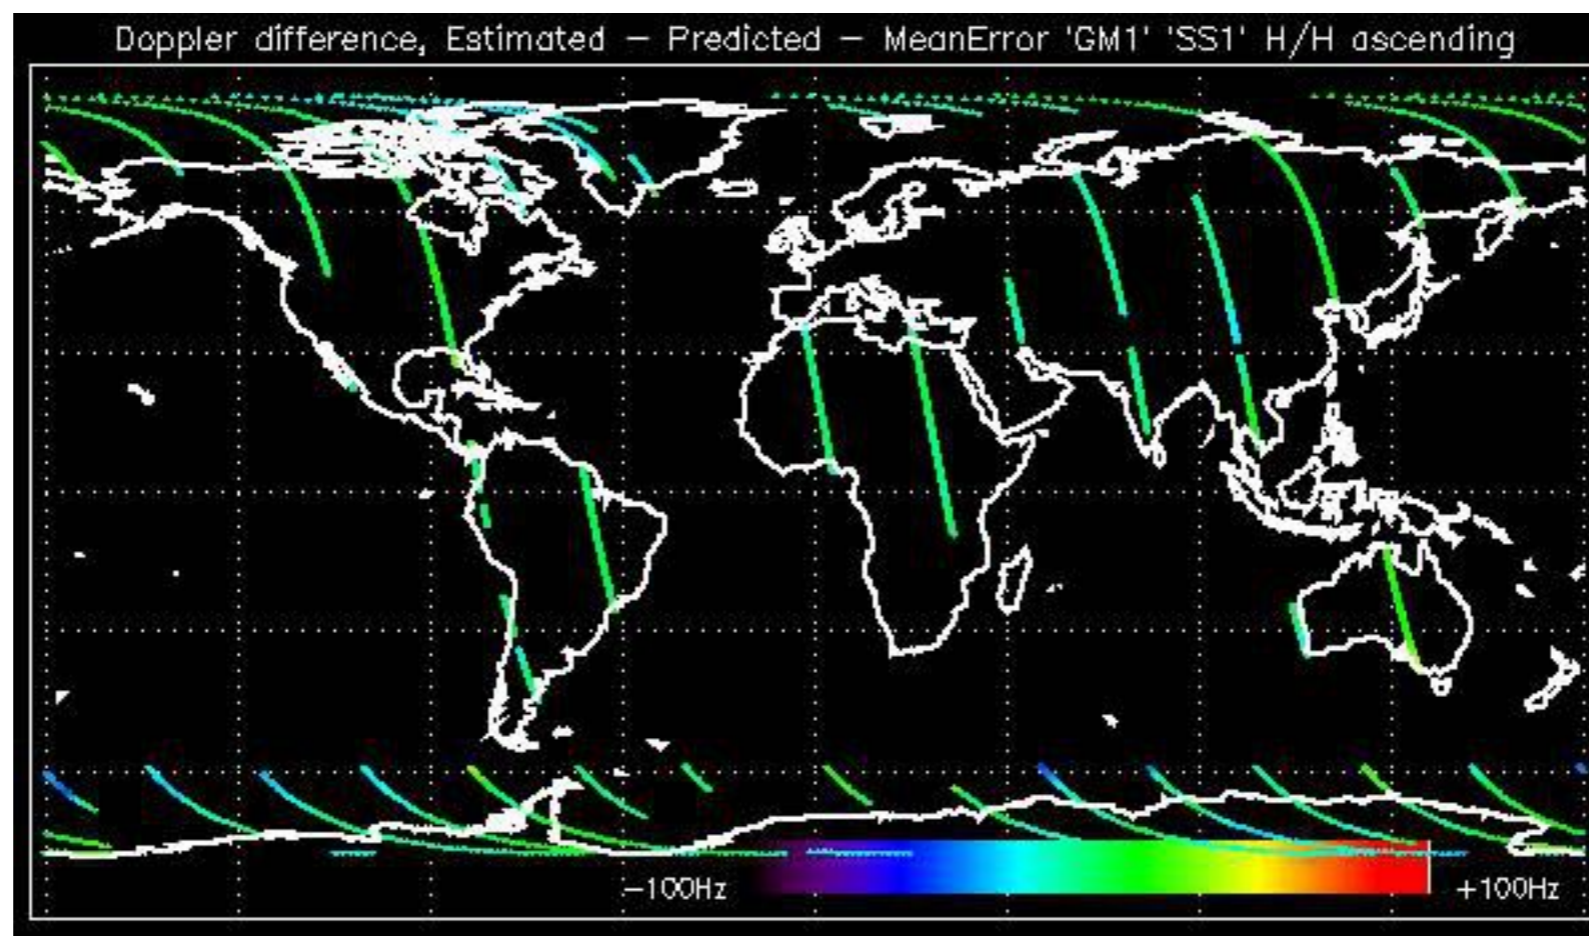 Doppler difference, Estimated − Predicted − MeanError 'GM1' 'SS1' H/H ascending
−100Hz
+100Hz